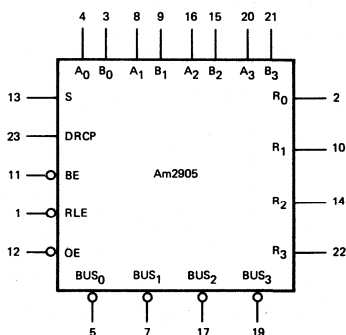 4 3 8 9 16 15 20 21
A0 B0 A1 B1 A2 B2 A3 B3
13 S R0 2
23 DRCP
R1 10
11 BE Am2905
1 RLE R2 14
12 OE R3 22
BUS0 BUS1 BUS2 BUS3
5 7 17 19